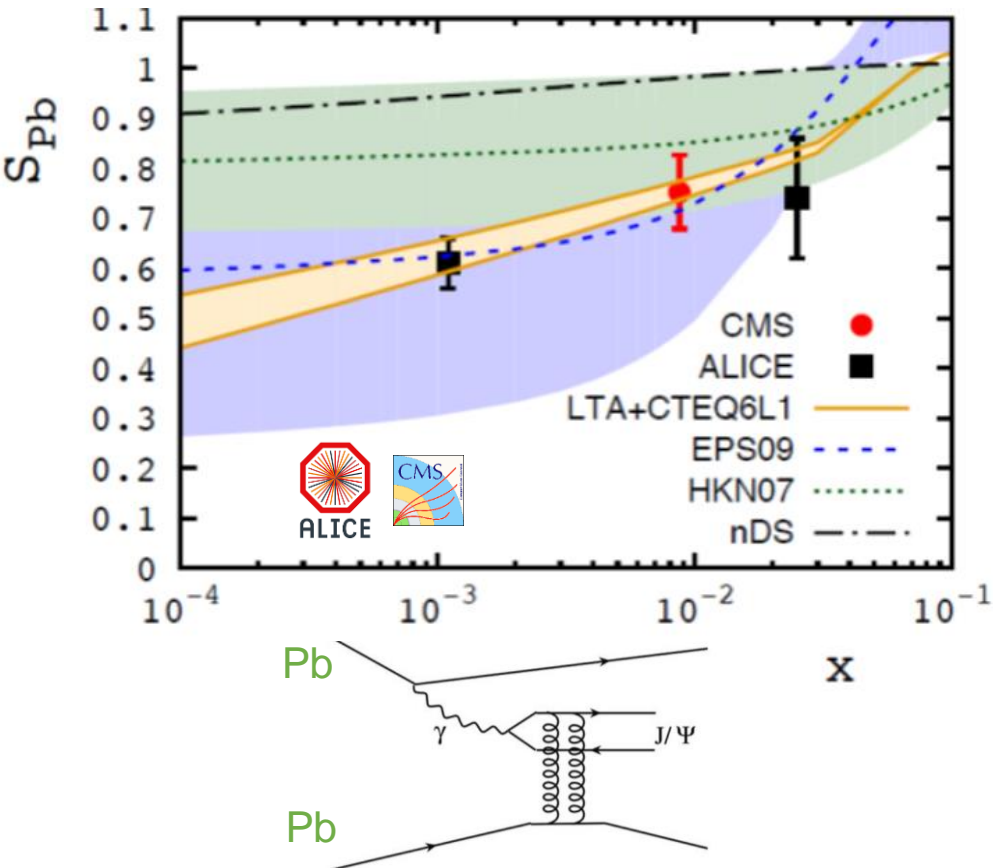 1.1
1
0.9
0.8
0.7
0.6
0.5
0.4
0.3
0.2
0.1
0
S_Pb
CMS
ALICE
LTA+CTEQ6L1
EPS09
HKN07
nDS
ALICE
CMS
10^-4 10^-3 10^-2 10^-1
x
Pb
γ
J/Ψ
Pb